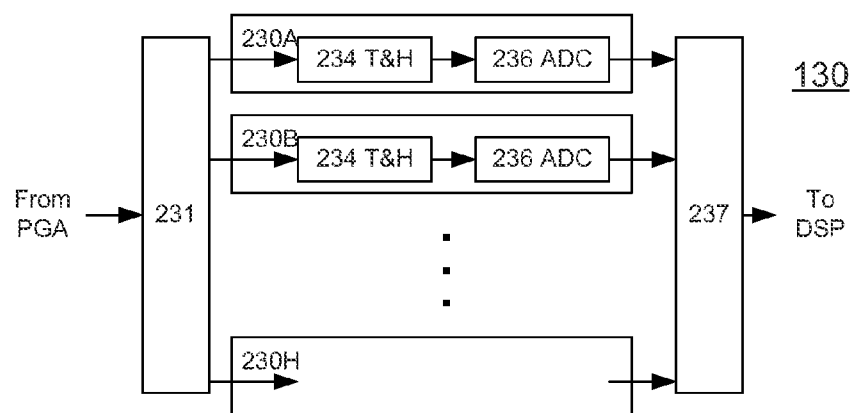 230A
234 T&H
236 ADC
130
230B
234 T&H
236 ADC
From
PGA
231
237
To
DSP
230H